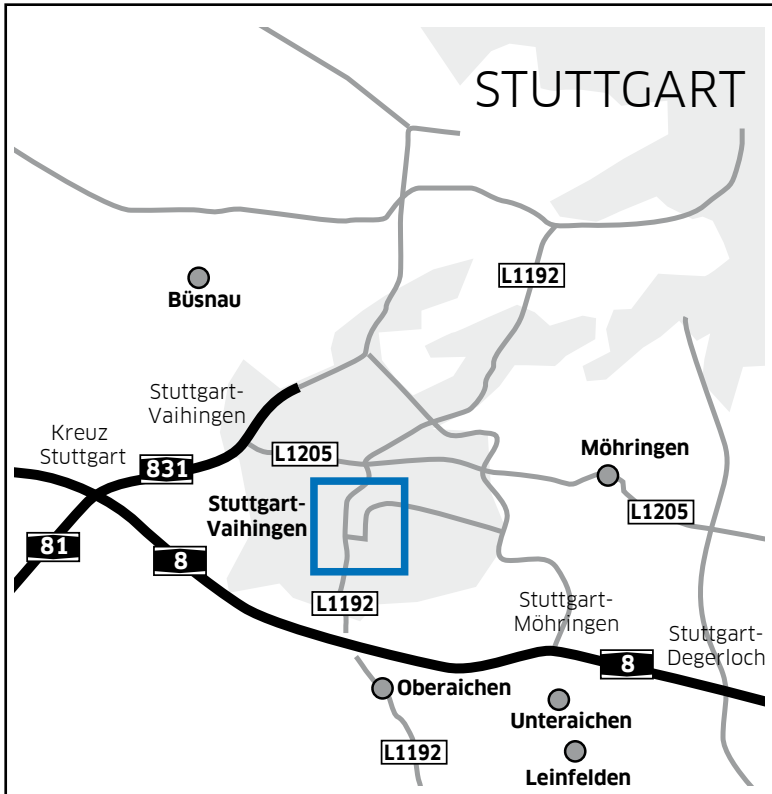 STUTTGART
L1192
Büsnau
Stuttgart-
Vaihingen
Kreuz
Stuttgart
831
L1205
Möhringen
L1205
Stuttgart-
Vaihingen
81
8
L1192
Stuttgart-
Möhringen
Stuttgart-
Degerloch
8
Oberaichen
Unteraichen
L1192
Leinfelden